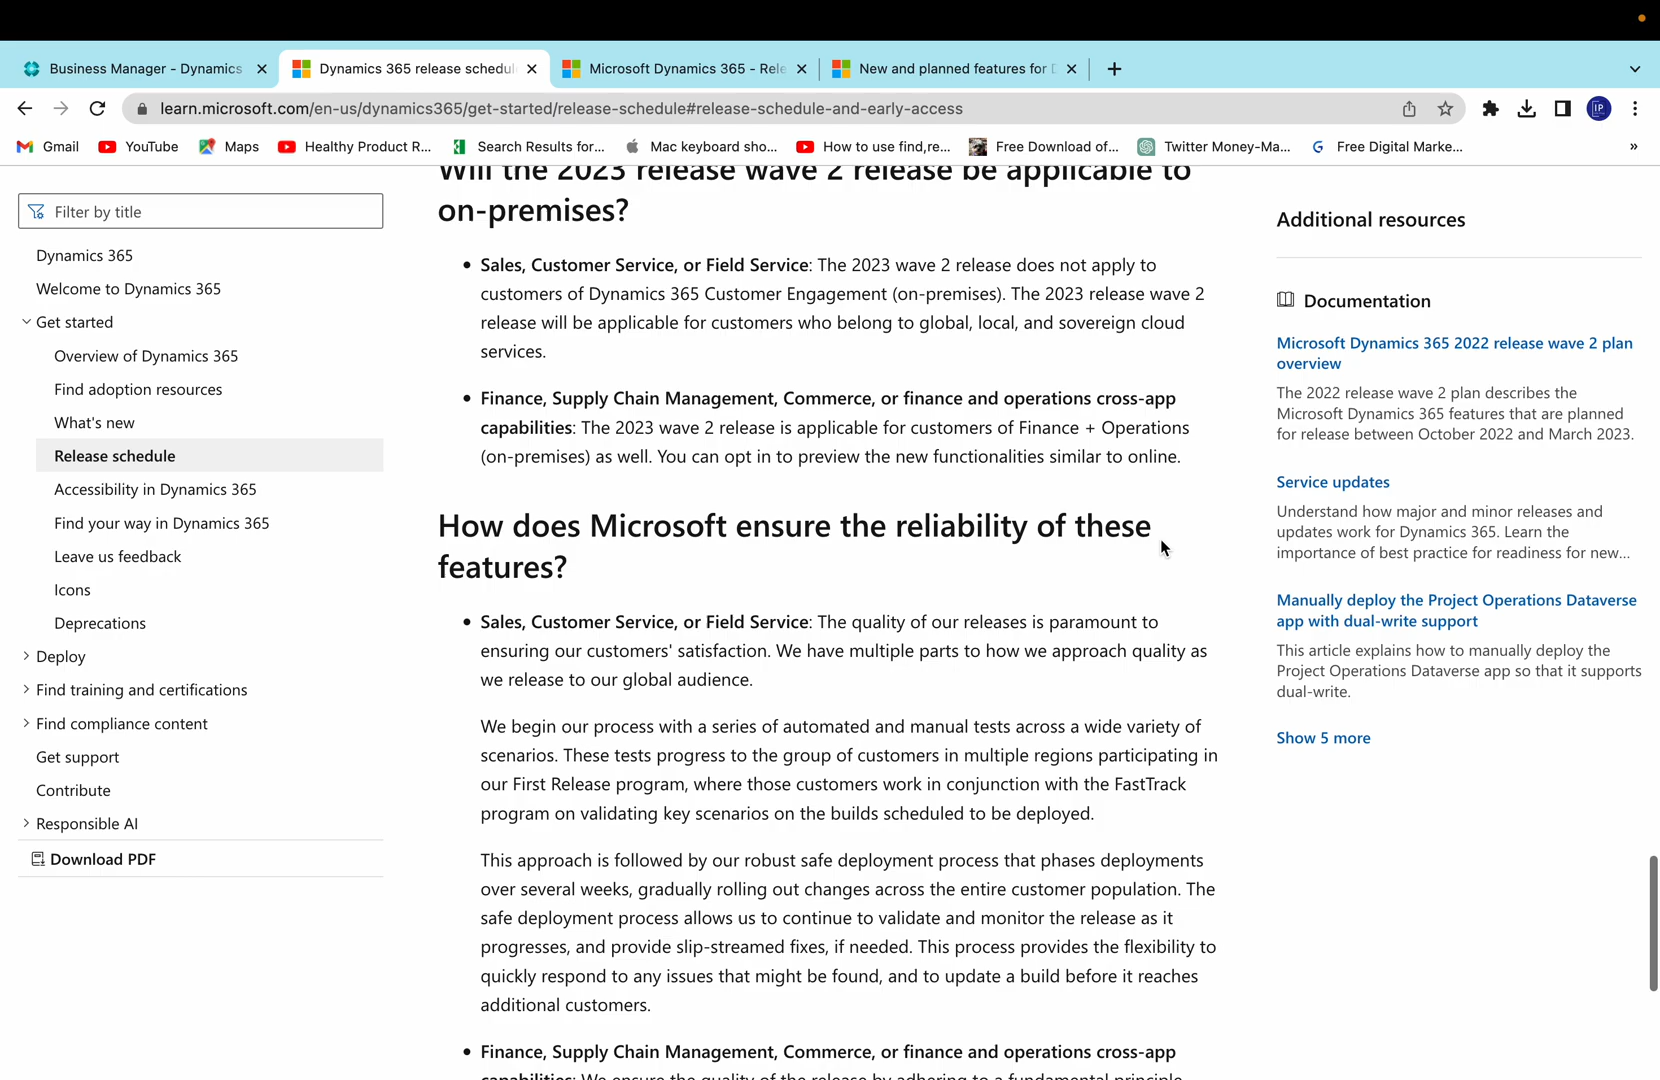 Business Manager - Dynamics
Dynamics 365 release schedul
Microsoft Dynamics 365 - Rele
New and planned features for D
learn.microsoft.com/en-us/dynamics365/get-started/release-schedule#release-schedule-and-early-access
IP
Gmail
YouTube
Maps
Healthy Product R...
Search Results for...
Mac keyboard sho...
How to use find,re...
Free Download of...
Twitter Money-Ma...
Free Digital Marke...
»
Filter by title
Dynamics 365
Welcome to Dynamics 365
Get started
Overview of Dynamics 365
Find adoption resources
What's new
Release schedule
Accessibility in Dynamics 365
Find your way in Dynamics 365
Leave us feedback
Icons
Deprecations
Deploy
Find training and certifications
Find compliance content
Get support
Contribute
Responsible AI
Download PDF
Will the 2023 release wave 2 release be applicable to
on-premises?
• Sales, Customer Service, or Field Service: The 2023 wave 2 release does not apply to
customers of Dynamics 365 Customer Engagement (on-premises). The 2023 release wave 2
release will be applicable for customers who belong to global, local, and sovereign cloud
services.
• Finance, Supply Chain Management, Commerce, or finance and operations cross-app
capabilities: The 2023 wave 2 release is applicable for customers of Finance + Operations
(on-premises) as well. You can opt in to preview the new functionalities similar to online.
How does Microsoft ensure the reliability of these
features?
• Sales, Customer Service, or Field Service: The quality of our releases is paramount to
ensuring our customers' satisfaction. We have multiple parts to how we approach quality as
we release to our global audience.
We begin our process with a series of automated and manual tests across a wide variety of
scenarios. These tests progress to the group of customers in multiple regions participating in
our First Release program, where those customers work in conjunction with the FastTrack
program on validating key scenarios on the builds scheduled to be deployed.
This approach is followed by our robust safe deployment process that phases deployments
over several weeks, gradually rolling out changes across the entire customer population. The
safe deployment process allows us to continue to validate and monitor the release as it
progresses, and provide slip-streamed fixes, if needed. This process provides the flexibility to
quickly respond to any issues that might be found, and to update a build before it reaches
additional customers.
• Finance, Supply Chain Management, Commerce, or finance and operations cross-app
capabilities: We ensure the quality of the release by adhering to a fundamental principle
Additional resources
Documentation
Microsoft Dynamics 365 2022 release wave 2 plan
overview
The 2022 release wave 2 plan describes the
Microsoft Dynamics 365 features that are planned
for release between October 2022 and March 2023.
Service updates
Understand how major and minor releases and
updates work for Dynamics 365. Learn the
importance of best practice for readiness for new...
Manually deploy the Project Operations Dataverse
app with dual-write support
This article explains how to manually deploy the
Project Operations Dataverse app so that it supports
dual-write.
Show 5 more